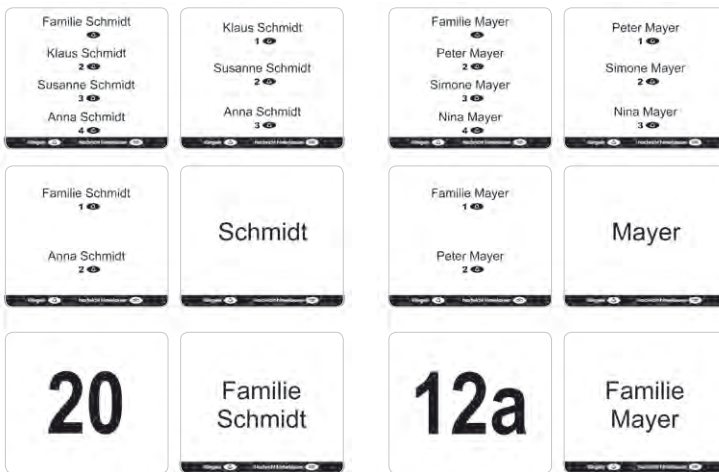 Familie Schmidt
Klaus Schmidt
2
Susanne Schmidt
3
Anna Schmidt
4
Klaus Schmidt
1
Susanne Schmidt
2
Anna Schmidt
3
Familie Mayer
Peter Mayer
2
Simone Mayer
3
Nina Mayer
4
Peter Mayer
1
Simone Mayer
2
Nina Mayer
3
Familie Schmidt
1
Anna Schmidt
2
Schmidt
Familie Mayer
1
Peter Mayer
2
Mayer
20
Familie
Schmidt
12a
Familie
Mayer